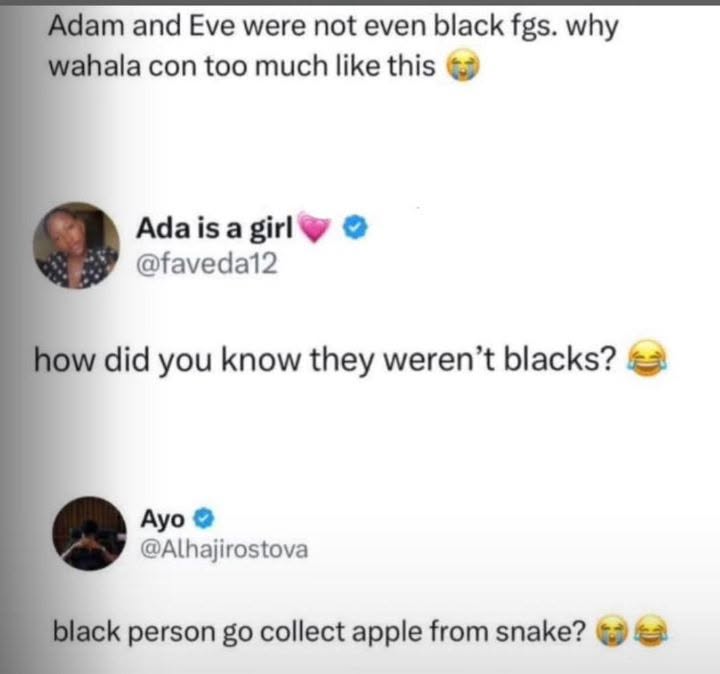 Adam and Eve were not even black fgs. why
wahala con too much like this 😭
Ada is a girl💓
@faveda12
how did you know they weren’t blacks? 😂
Ayo
@Alhajirostova
black person go collect apple from snake? 😭😂